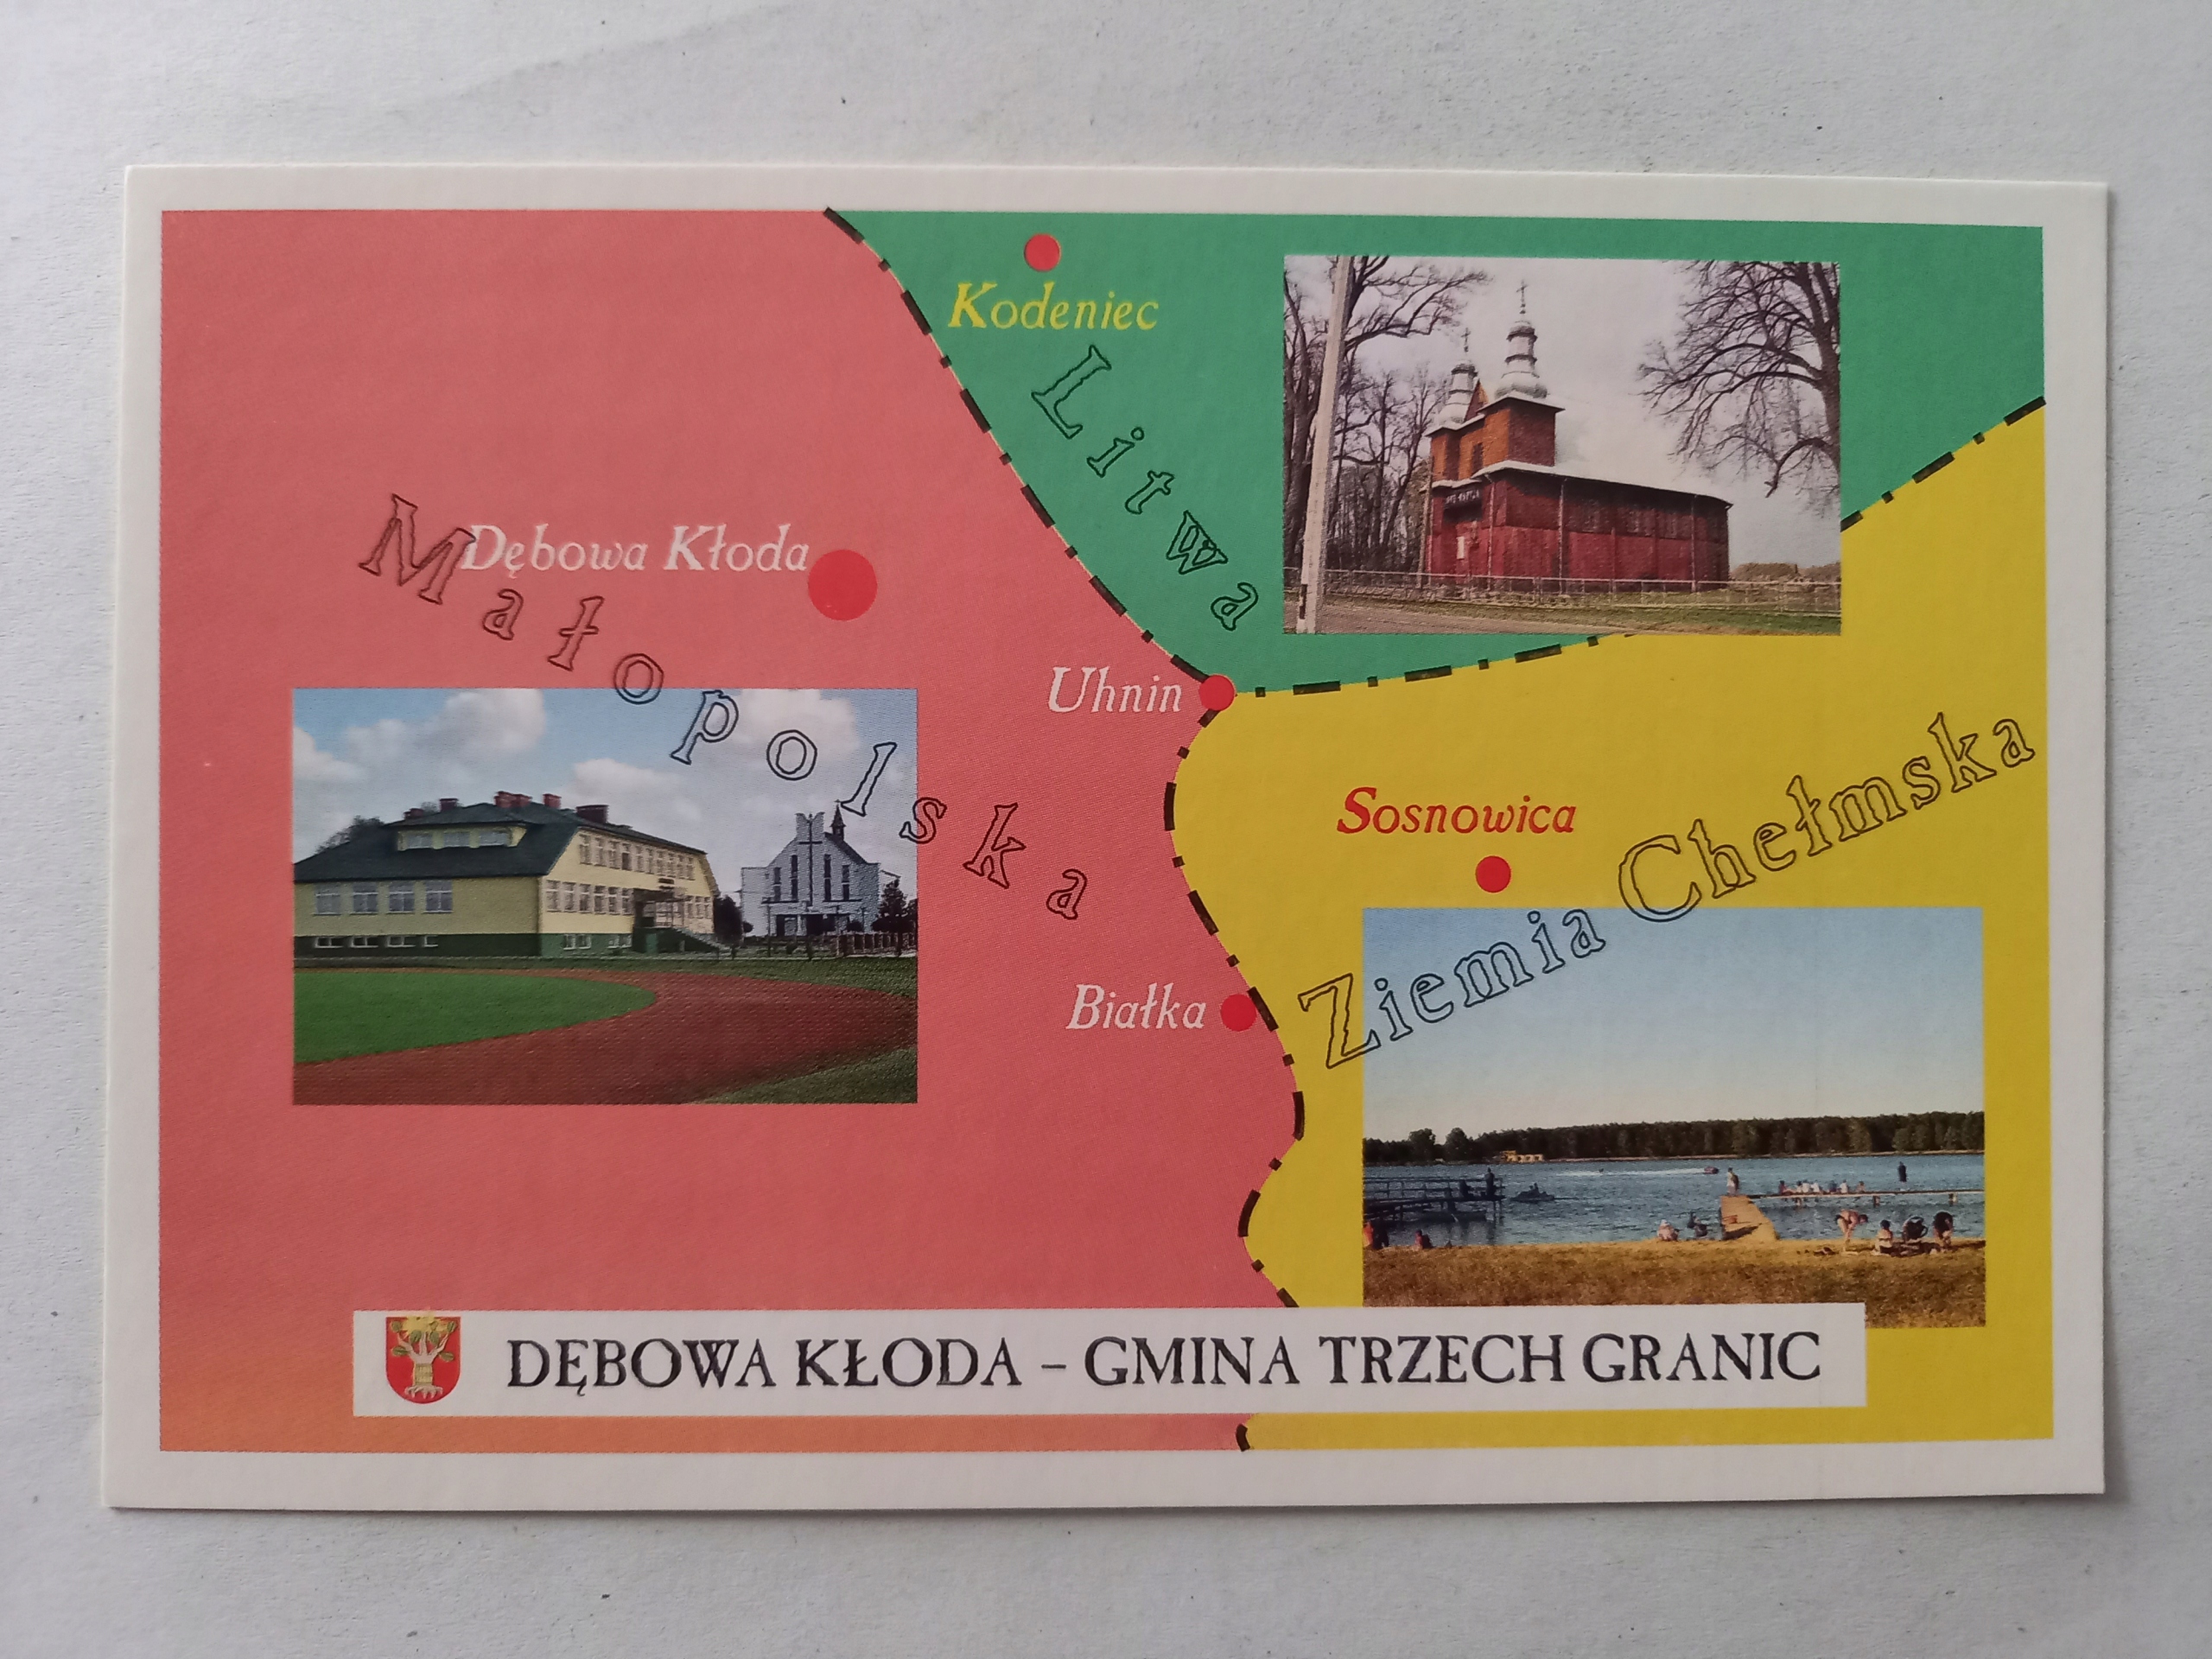 Kodeniec
Litwa
Dębowa Kłoda
Małopolska
Uhnin
Sosnowica
Ziemia Chełmska
Białka
DĘBOWA KŁODA – GMINA TRZECH GRANIC